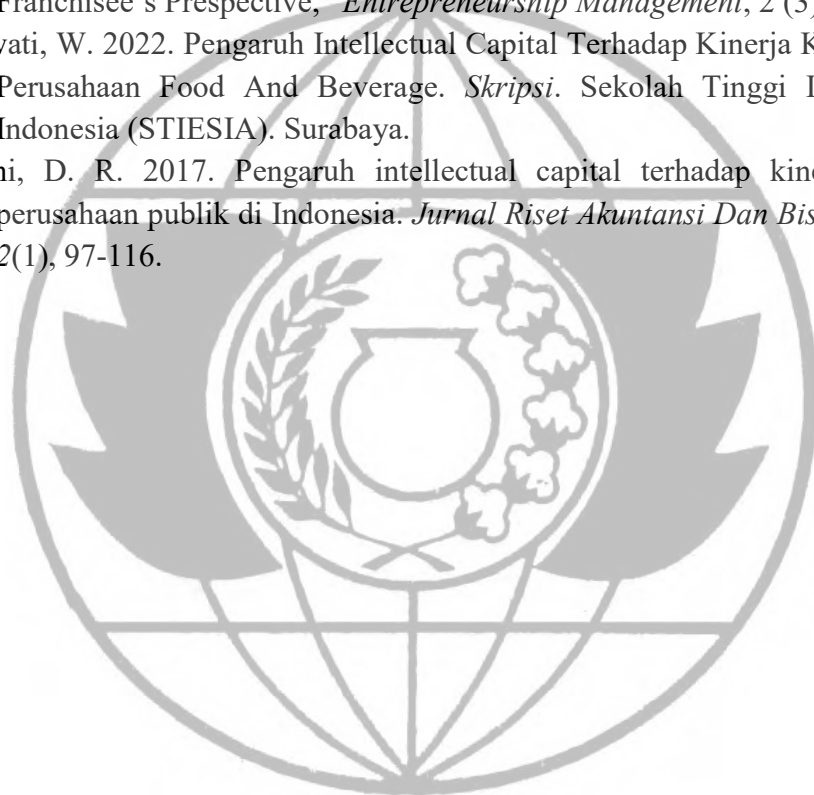 Franchisee's Prespective," Entrepreneurship Management, 2 (3)
vati, W. 2022. Pengaruh Intellectual Capital Terhadap Kinerja K
Perusahaan Food And Beverage. Skripsi. Sekolah Tinggi I
Indonesia (STIESIA). Surabaya.
ni, D. R. 2017. Pengaruh intellectual capital terhadap kine
perusahaan publik di Indonesia. Jurnal Riset Akuntansi Dan Bis
2(1), 97-116.